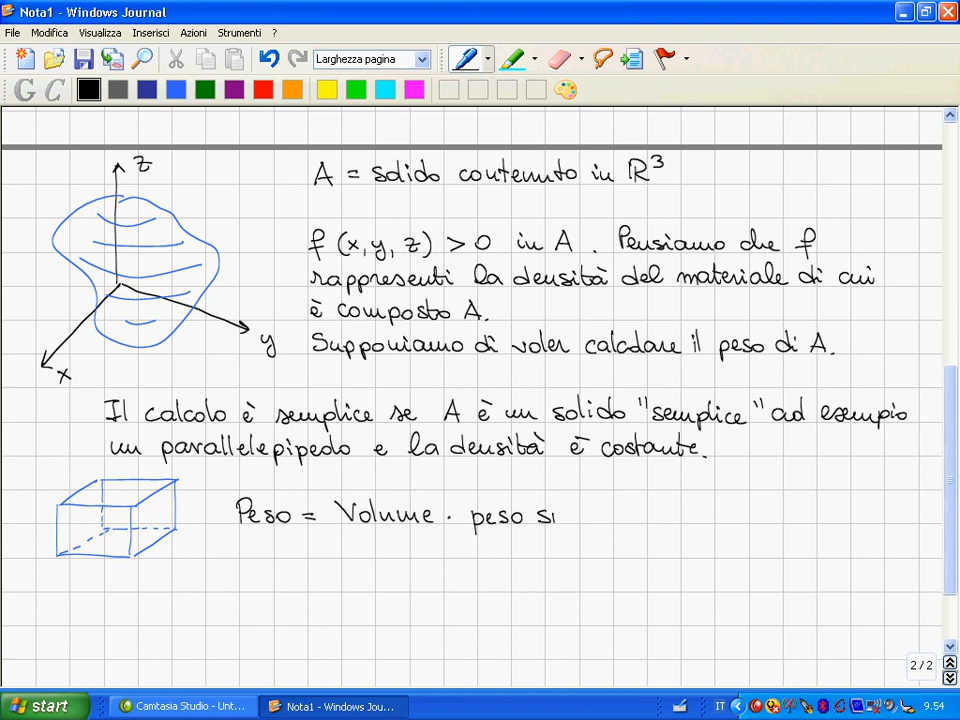 Nota1 - Windows Journal
File Modifica Visualizza Inserisci Azioni Strumenti ?
Larghezza pagina
G C
z
A = solido contenuto in R³
f (x, y, z) > 0 in A. Pensiamo che f
rappresenti la densità del materiale di cui
è composto A.
y
Supponiamo di voler calcolare il peso di A.
x
Il calcolo è semplice se A è un solido "semplice" ad esempio
un parallelepipedo e la densità è costante.
Peso = Volume · peso
2 / 2
start
Camtasia Studio - Unt...
Nota1 - Windows Jou...
IT
9.54